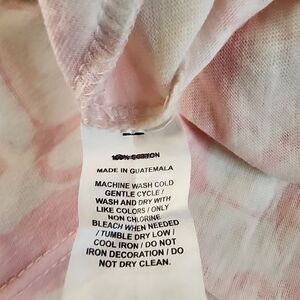 100% COTTON
MADE IN GUATEMALA
MACHINE WASH COLD
GENTLE CYCLE /
WASH AND DRY WITH
LIKE COLORS / ONLY
NON CHLORINE
BLEACH WHEN NEEDED
/ TUMBLE DRY LOW /
COOL IRON / DO NOT
IRON DECORATION / DO
NOT DRY CLEAN.